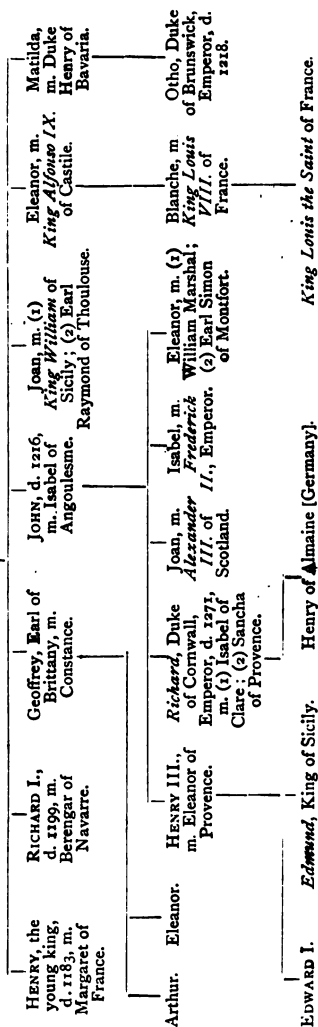 HENRY, the
young king,
d. 1183, m.
Margaret of
France.
RICHARD I.,
d. 1199, m.
Berengar of
Navarre.
Geoffrey, Earl of
Brittany, m.
Constance.
JOHN, d. 1216,
m. Isabel of
Angoulesme.
Joan, m. (1)
King William of
Sicily; (2) Earl
Raymond of Thoulouse.
Eleanor, m.
King Alfonso IX.
of Castile.
Matilda,
m. Duke
Henry of
Bavaria.
Arthur.
Eleanor.
HENRY III.,
m. Eleanor of
Provence.
Richard, Duke
of Cornwall,
Emperor, d. 1271,
m. (1) Isabel of
Clare; (2) Sancha
of Provence.
Joan, m.
Alexander
III. of
Scotland.
Isabel, m.
Frederick
II., Emperor.
Eleanor, m. (1)
William Marshal;
(2) Earl Simon
of Montfort.
Blanche, m
King Louis
VIII. of
France.
Otho, Duke
of Brunswick,
Emperor, d.
1218.
EDWARD I.
Edmund, King of Sicily.
Henry of Almaine [Germany].
King Louis the Saint of France.